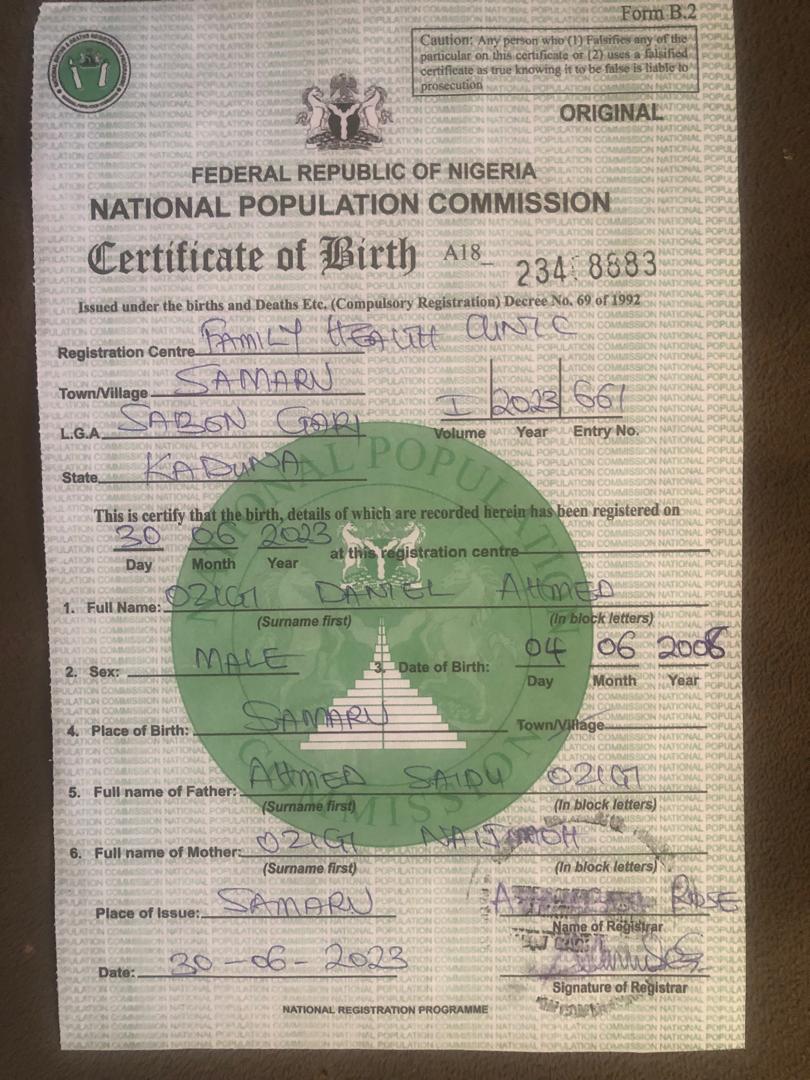 Form B.2
Caution: Any person who (1) Falsifies any of the
particular on this certificate or (2) uses a falsified
certificate as true knowing it to be false is liable to
prosecution
ORIGINAL
FEDERAL REPUBLIC OF NIGERIA
NATIONAL POPULATION COMMISSION
Certificate of Birth A18_ 234 8883
Issued under the births and Deaths Etc. (Compulsory Registration) Decree No. 69 of 1992
Registration Centre FAMILY HEALTH CLINIC
Town/Village SAMARU
I 2023 661
L.G.A SABON GARI Volume Year Entry No.
State KADUNA
This is certify that the birth, details of which are recorded herein has been registered on
30 06 2023 at this registration centre
Day Month Year
1. Full Name: OZIGI DANIEL AHMED
(Surname first) (In block letters)
2. Sex: MALE 3. Date of Birth: 04 06 2006
Day Month Year
4. Place of Birth: SAMARU Town/Village
5. Full name of Father: AHMED SAIDU OZIGI
(Surname first) (In block letters)
6. Full name of Mother: OZIGI
(Surname first) (In block letters)
Place of Issue: SAMARU
Name of Registrar
Date: 30-06-2023
Signature of Registrar
NATIONAL REGISTRATION PROGRAMME